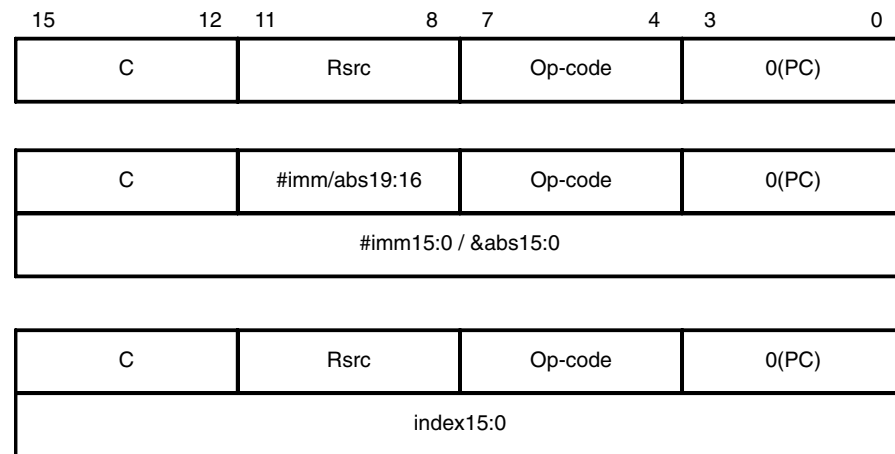 15 12 11 8 7 4 3 0
C Rsrc Op-code 0(PC)
C #imm/abs19:16 Op-code 0(PC)
#imm15:0 / &abs15:0
C Rsrc Op-code 0(PC)
index15:0